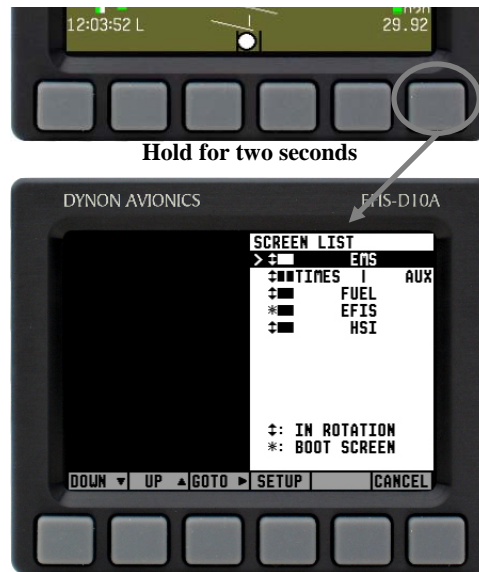 12:03:52 L
29.92
Hold for two seconds
DYNON AVIONICS EFIS-D10A
SCREEN LIST
> ↕ EMS
↕ TIMES | AUX
↕ FUEL
* EFIS
↕ HSI
↕: IN ROTATION
*: BOOT SCREEN
DOWN ▼ UP ▲ GOTO ► SETUP CANCEL